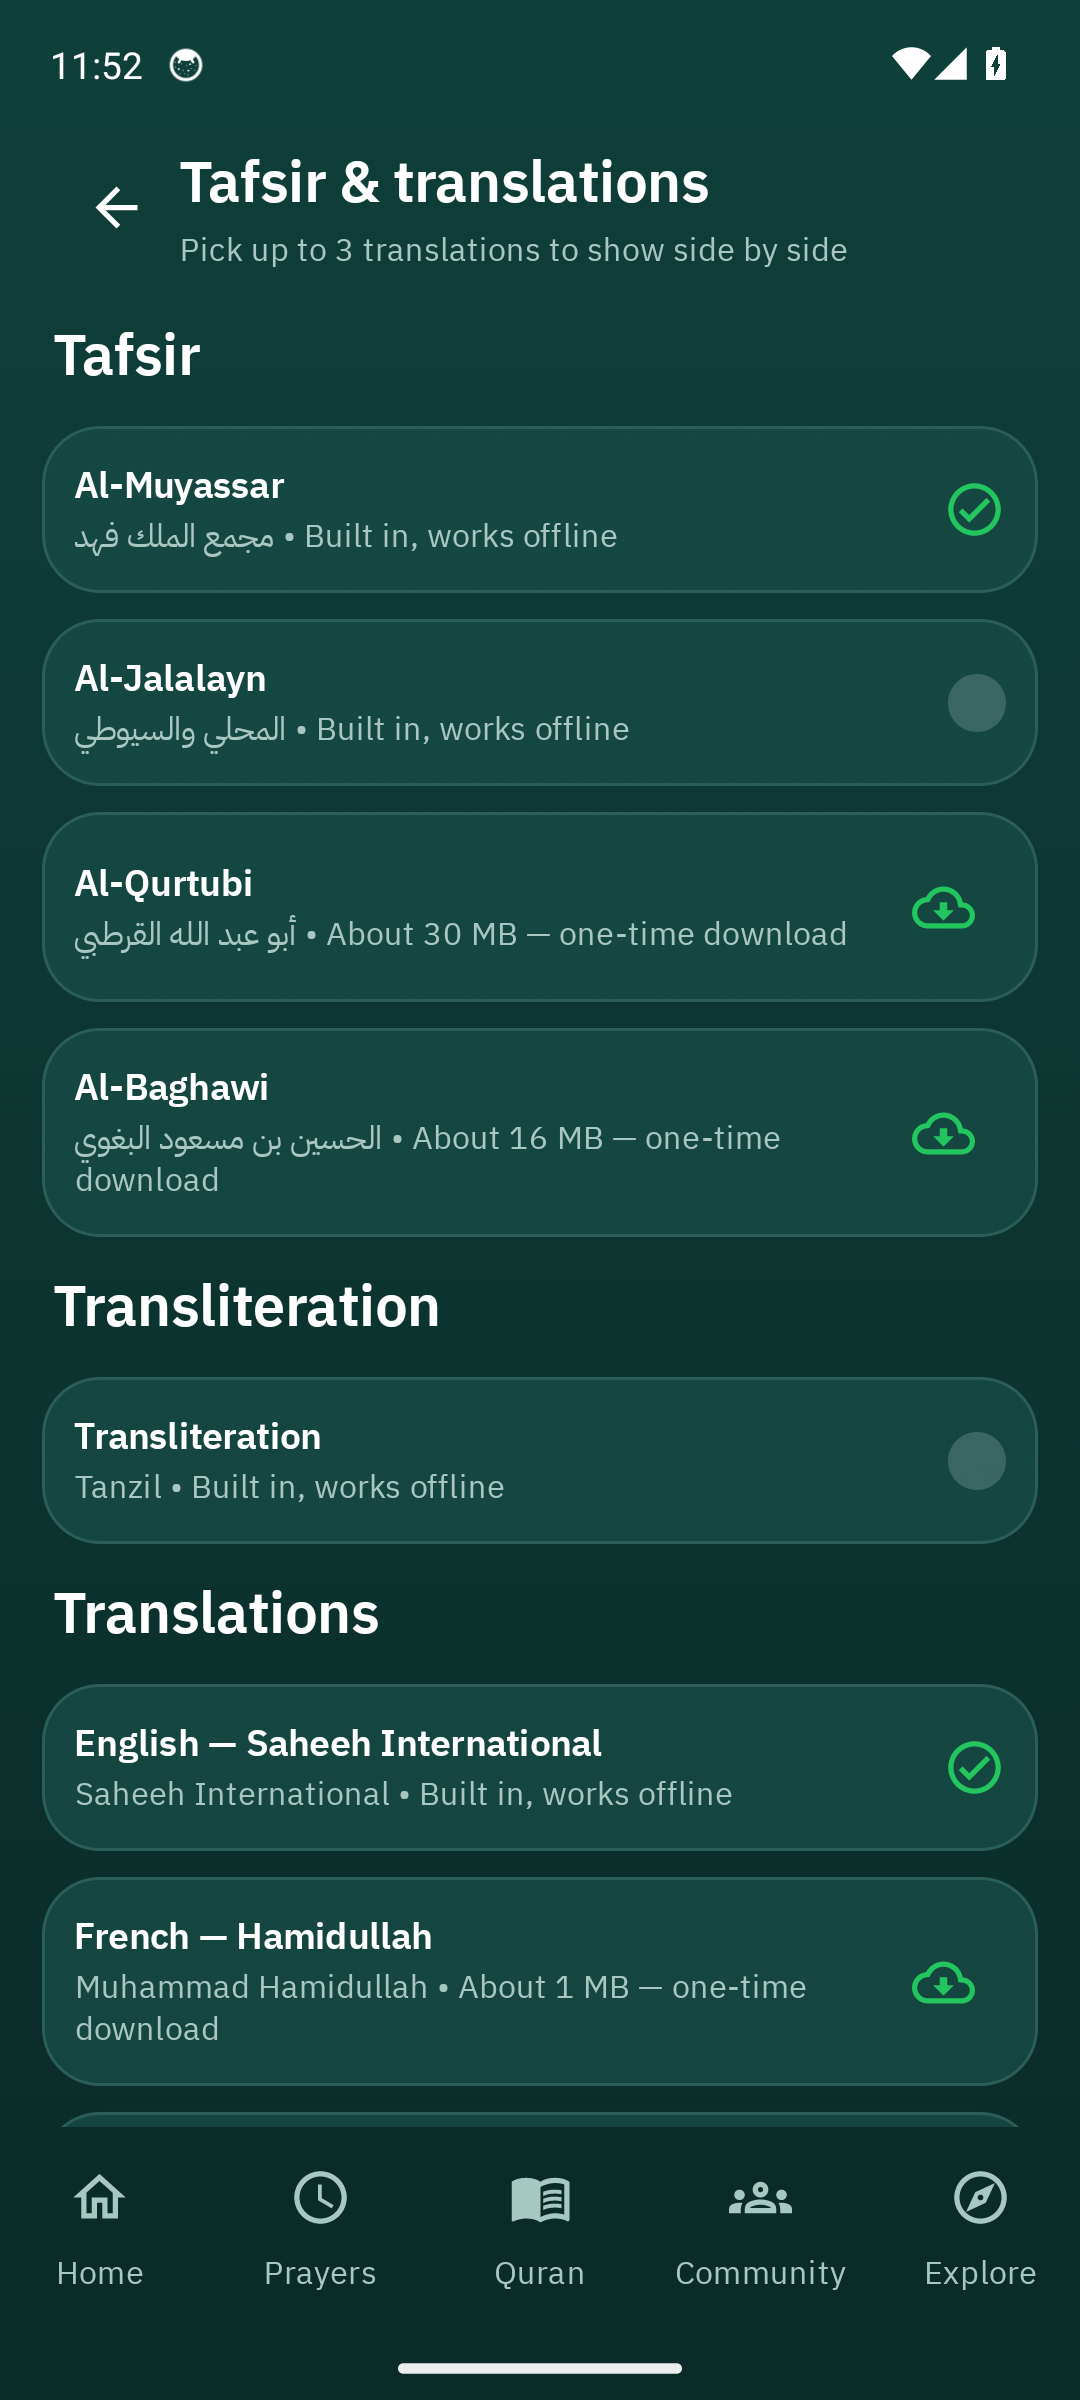 11:52
Tafsir & translations
Pick up to 3 translations to show side by side
Tafsir
Al-Muyassar
مجمع الملك فهد • Built in, works offline
Al-Jalalayn
المحلي والسيوطي • Built in, works offline
Al-Qurtubi
أبو عبد الله القرطبي • About 30 MB — one-time download
Al-Baghawi
الحسين بن مسعود البغوي • About 16 MB — one-time
download
Transliteration
Transliteration
Tanzil • Built in, works offline
Translations
English — Saheeh International
Saheeh International • Built in, works offline
French — Hamidullah
Muhammad Hamidullah • About 1 MB — one-time
download
Home
Prayers
Quran
Community
Explore